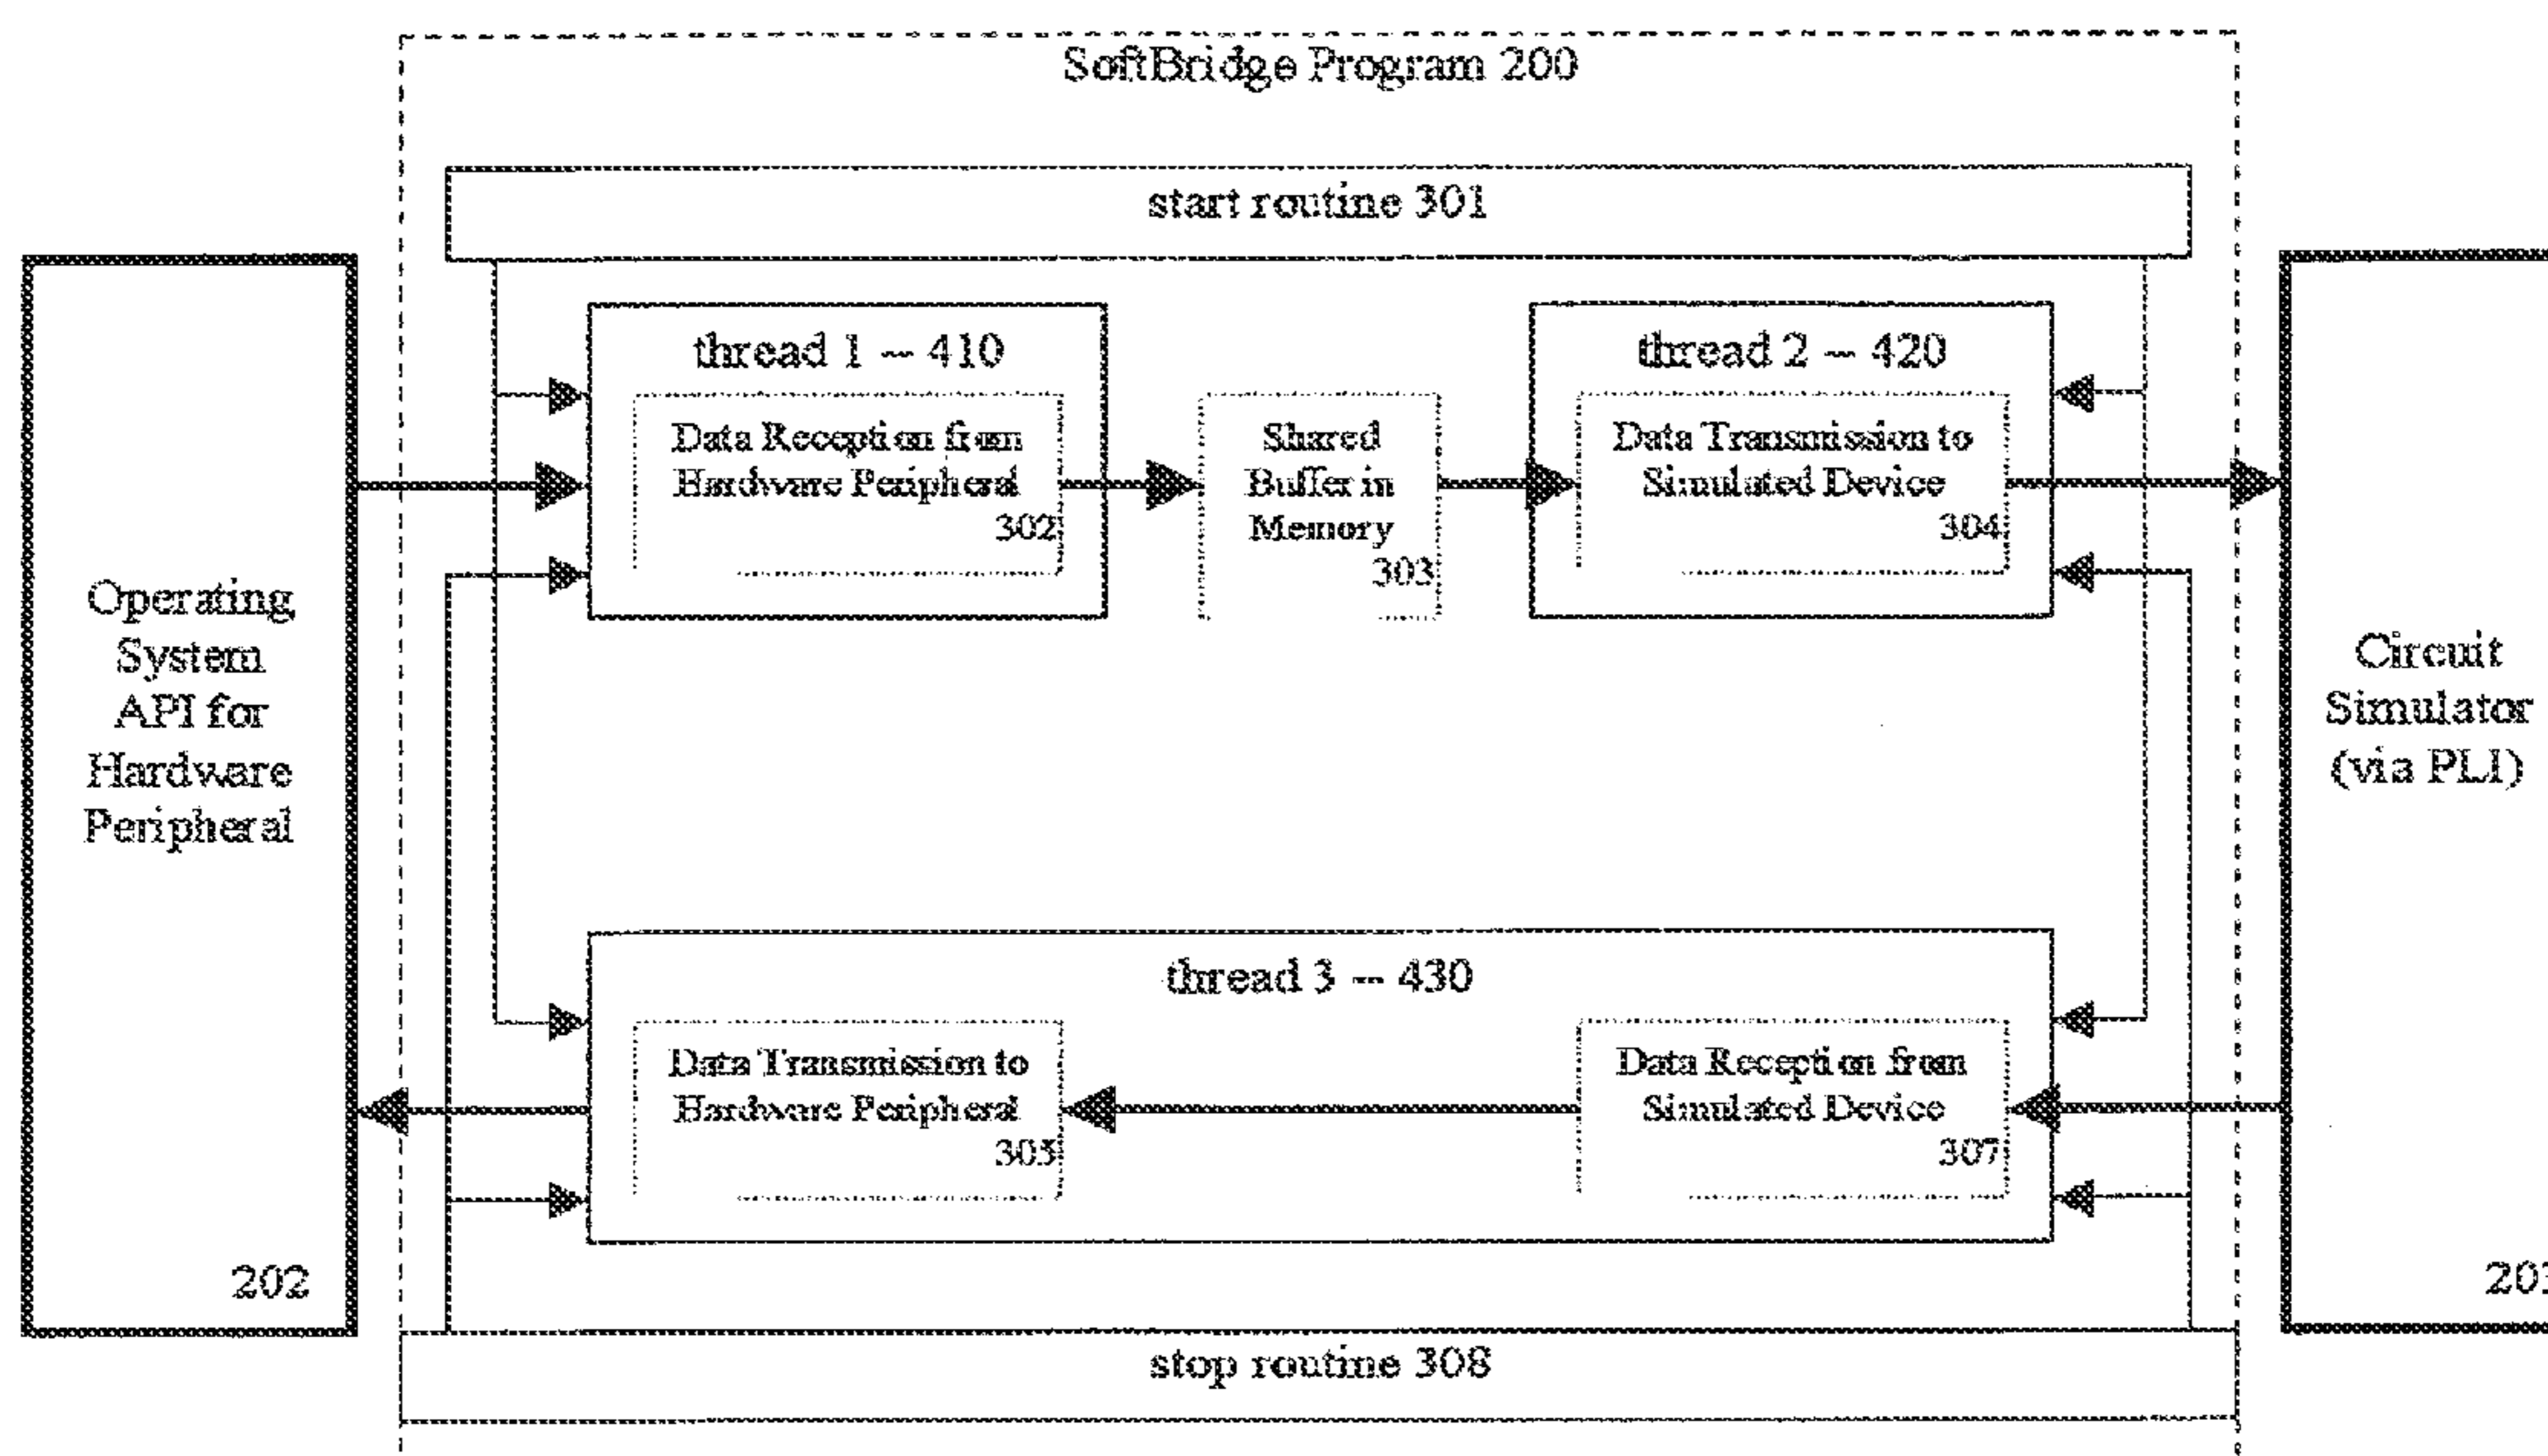 SoftBridge Program 200
start routine 301
thread 1 -- 410
Data Reception from
Hardware Peripheral
302
Shared
Buffer in
Memory
303
thread 2 -- 420
Data Transmission to
Simulated Device
304
Operating
System
API for
Hardware
Peripheral
202
Circuit
Simulator
(via PLI)
thread 3 -- 430
Data Transmission to
Hardware Peripheral
305
Data Reception from
Simulated Device
307
stop routine 308